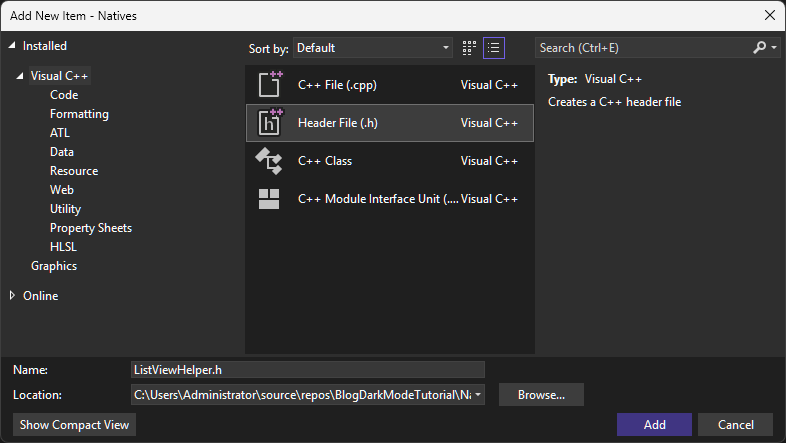 Add New Item - Natives
Installed
Visual C++
Code
Formatting
ATL
Data
Resource
Web
Utility
Property Sheets
HLSL
Graphics
Online
Sort by: Default
C++ File (.cpp) Visual C++
Header File (.h) Visual C++
C++ Class Visual C++
C++ Module Interface Unit (.... Visual C++
Search (Ctrl+E)
Type: Visual C++
Creates a C++ header file
Name: ListViewHelper.h
Location: C:\Users\Administrator\source\repos\BlogDarkModeTutorial\Na
Browse...
Show Compact View
Add
Cancel